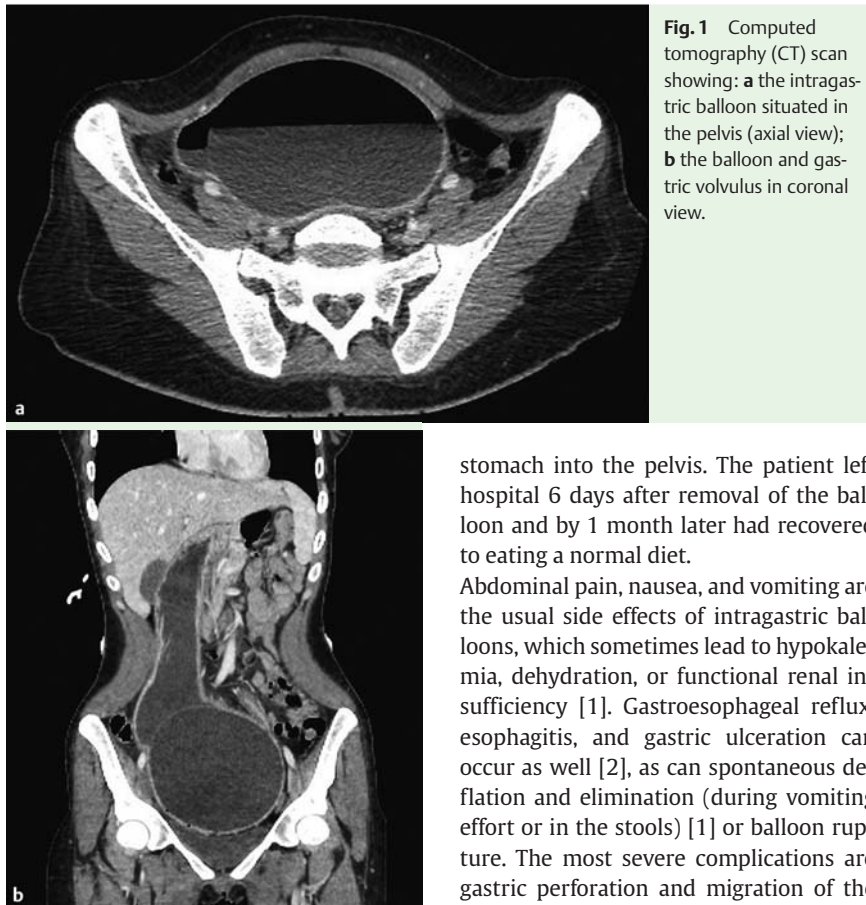 Fig. 1 Computed
tomography (CT) scan
showing: a the intragas-
tric balloon situated in
the pelvis (axial view);
b the balloon and gas-
tric volvulus in coronal
view.
a
b
stomach into the pelvis. The patient lef
hospital 6 days after removal of the bal
loon and by 1 month later had recovered
to eating a normal diet.
Abdominal pain, nausea, and vomiting are
the usual side effects of intragastric bal
loons, which sometimes lead to hypokale
mia, dehydration, or functional renal in
sufficiency [1]. Gastroesophageal reflux
esophagitis, and gastric ulceration can
occur as well [2], as can spontaneous de
flation and elimination (during vomiting
effort or in the stools) [1] or balloon rup
ture. The most severe complications are
gastric perforation and migration of the